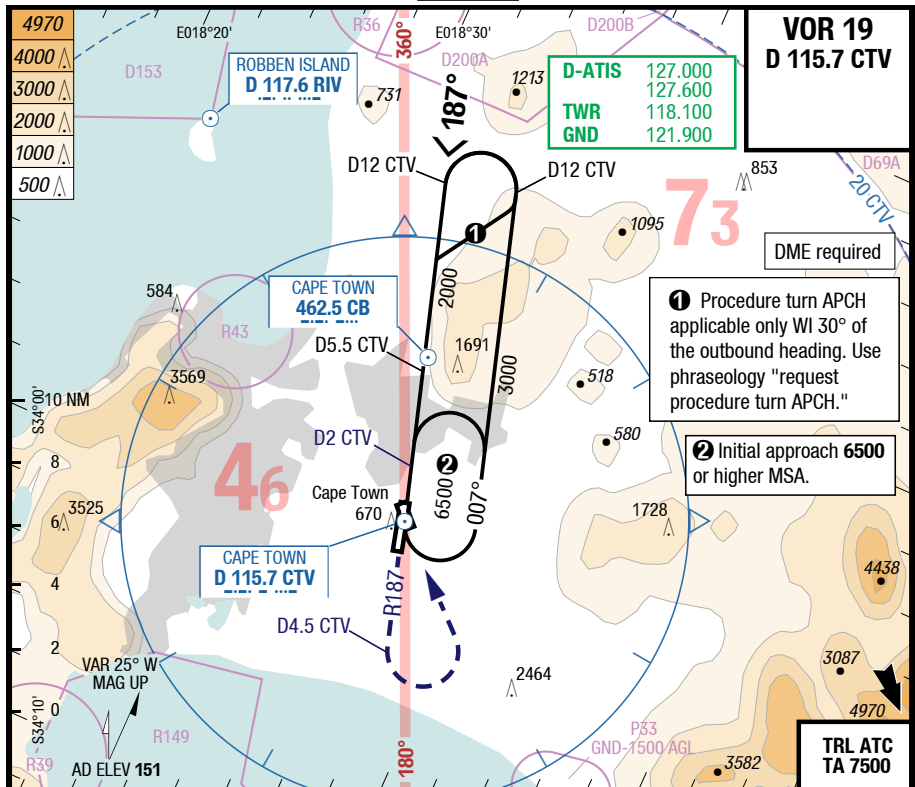 4970
4000
3000
2000
1000
500
E018°20'
R36
360°
E018°30'
D200B
D200A
D153
ROBBEN ISLAND
D 117.6 RIV
731
1213
187°
D-ATIS 127.000
127.600
TWR 118.100
GND 121.900
VOR 19
D 115.7 CTV
D69A
20 CTV
853
73
D12 CTV
D12 CTV
1
1095
DME required
1 Procedure turn APCH
applicable only WI 30° of
the outbound heading. Use
phraseology "request
procedure turn APCH."
2 Initial approach 6500
or higher MSA.
584
R43
CAPE TOWN
462.5 CB
2000
D5.5 CTV
1691
3000
518
3569
S34°00'
10 NM
8
6
4
2
0
S34°10'
D2 CTV
580
46
2
6500
007°
Cape Town
670
3525
1728
CAPE TOWN
D 115.7 CTV
R187
4438
D4.5 CTV
VAR 25° W
MAG UP
2464
3087
4970
R149
R39
AD ELEV 151
180°
P33
GND-1500 AGL
3582
TRL ATC
TA 7500